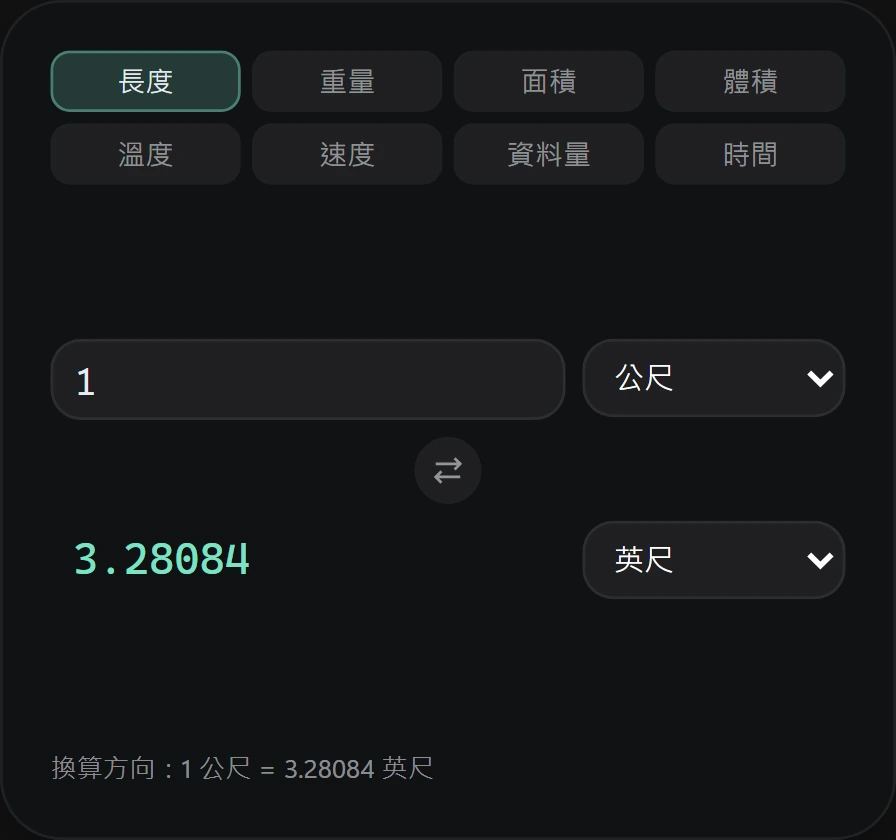 長度 重量 面積 體積
溫度 速度 資料量 時間
1 公尺
3.28084 英尺
換算方向：1 公尺 = 3.28084 英尺